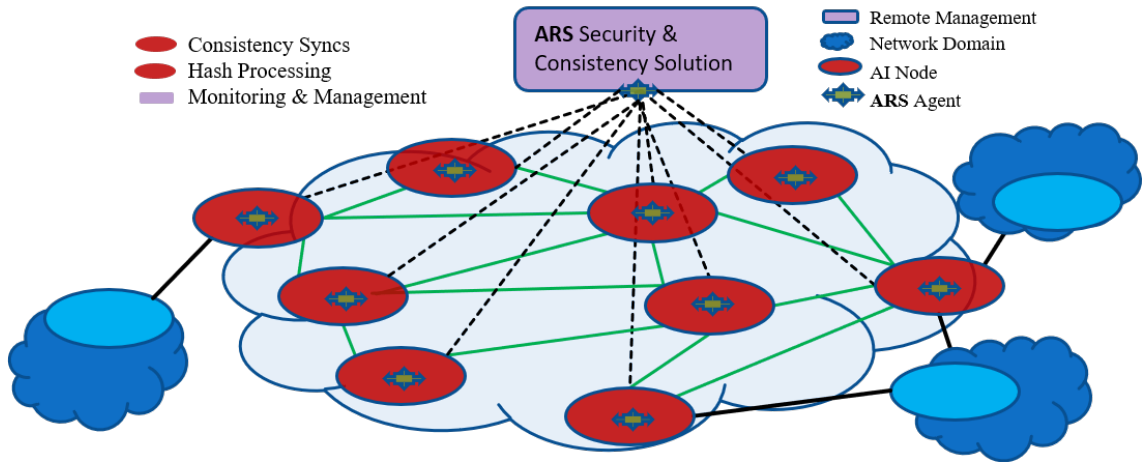 ARS Security &
Consistency Solution
Consistency Syncs
Hash Processing
Monitoring & Management
Remote Management
Network Domain
AI Node
ARS Agent